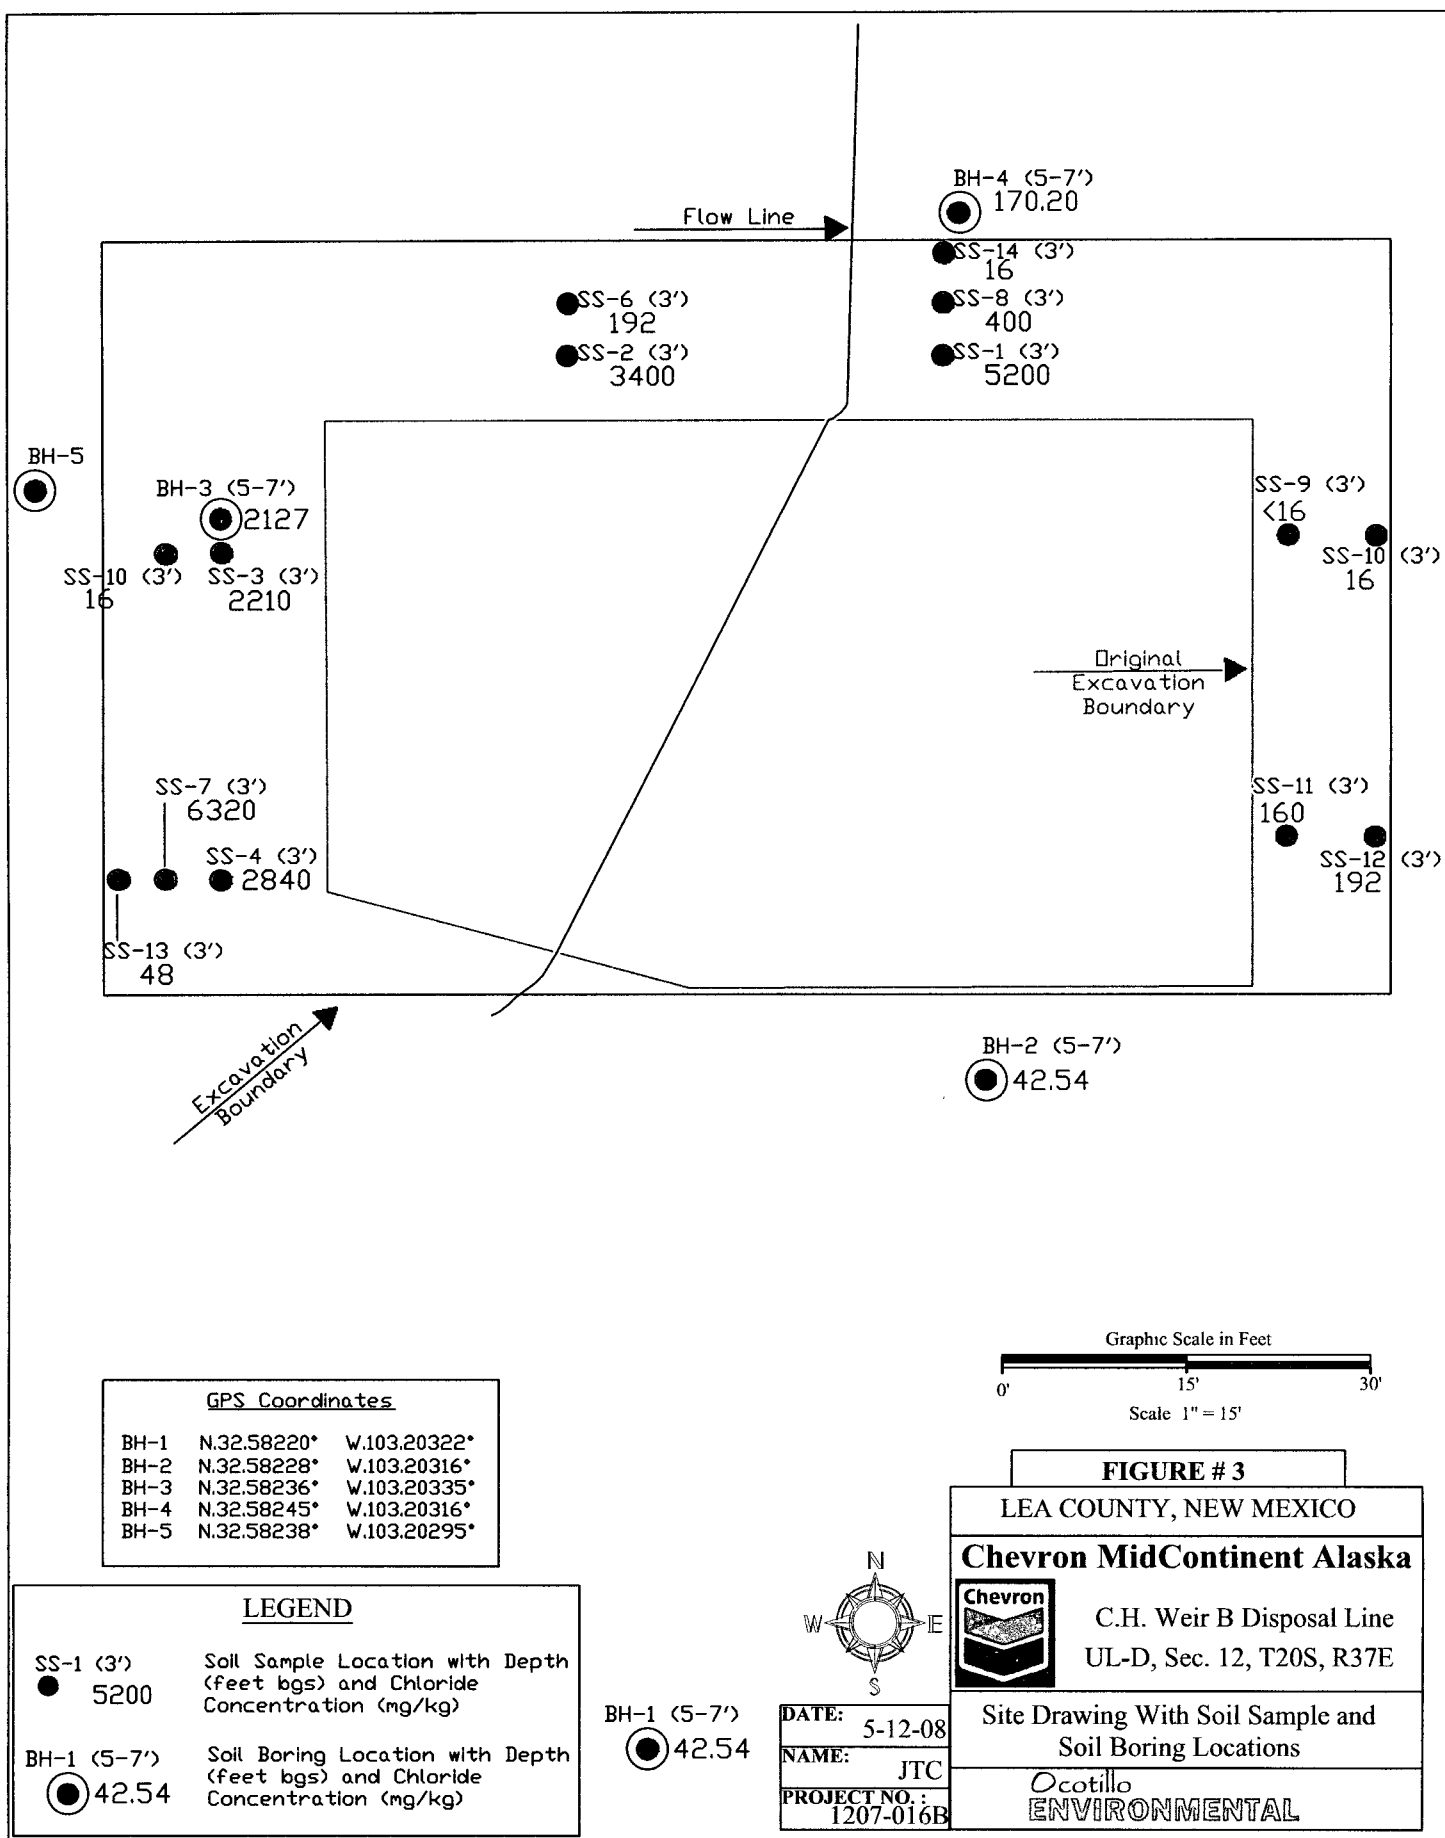 BH-4 (5-7')
170.20
Flow Line
SS-14 (3')
16
SS-6 (3')
192
SS-8 (3')
400
SS-2 (3')
3400
SS-1 (3')
5200
BH-5
BH-3 (5-7')
2127
SS-10 (3')
16
SS-3 (3')
2210
SS-9 (3')
<16
SS-10 (3')
16
Original
Excavation
Boundary
SS-7 (3')
6320
SS-4 (3')
2840
SS-13 (3')
48
SS-11 (3')
160
SS-12 (3')
192
Excavation
Boundary
BH-2 (5-7')
42.54
Graphic Scale in Feet
0' 15' 30'
Scale 1" = 15'
GPS Coordinates
BH-1 N.32.58220° W.103.20322°
BH-2 N.32.58228° W.103.20316°
BH-3 N.32.58236° W.103.20335°
BH-4 N.32.58245° W.103.20316°
BH-5 N.32.58238° W.103.20295°
LEGEND
SS-1 (3')
5200
Soil Sample Location with Depth
(feet bgs) and Chloride
Concentration (mg/kg)
BH-1 (5-7')
42.54
Soil Boring Location with Depth
(feet bgs) and Chloride
Concentration (mg/kg)
BH-1 (5-7')
42.54
N
W E
S
FIGURE # 3
LEA COUNTY, NEW MEXICO
Chevron MidContinent Alaska
Chevron
C.H. Weir B Disposal Line
UL-D, Sec. 12, T20S, R37E
DATE:
5-12-08
NAME:
JTC
PROJECT NO. :
1207-016B
Site Drawing With Soil Sample and
Soil Boring Locations
Ocotillo
ENVIRONMENTAL